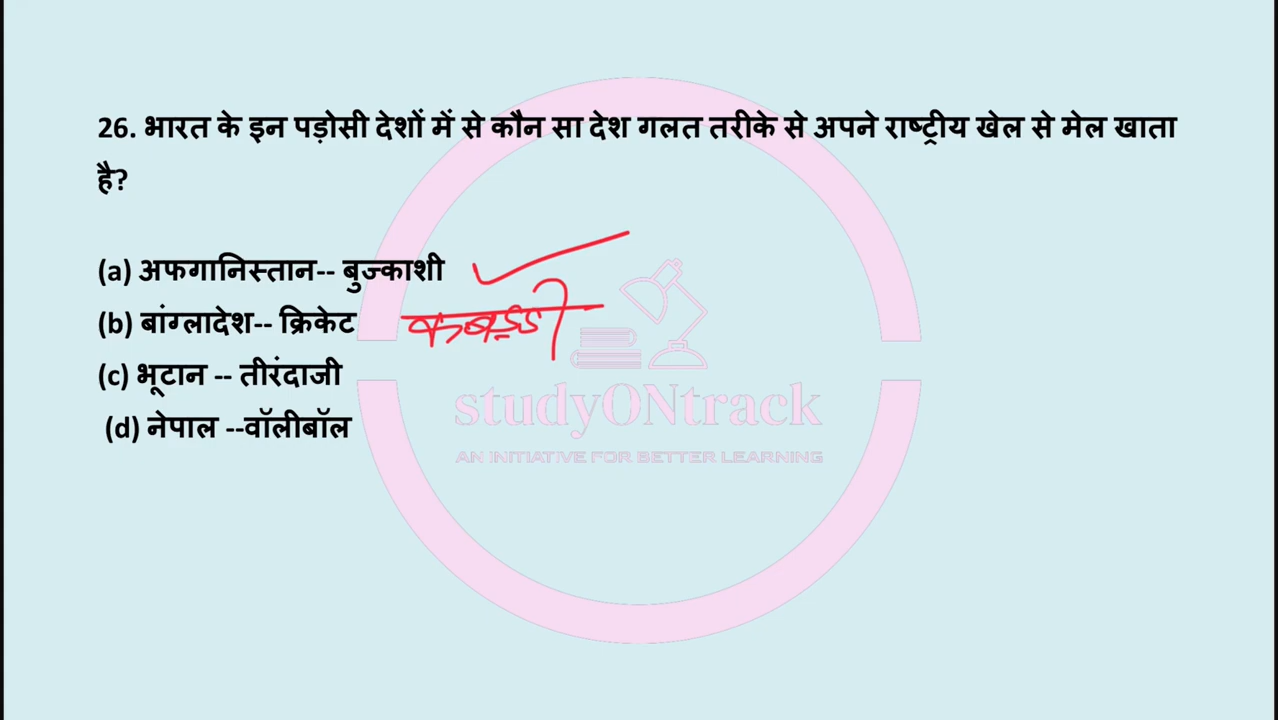 26. भारत के इन पड़ोसी देशों में से कौन सा देश गलत तरीके से अपने राष्ट्रीय खेल से मेल खाता
है?
(a) अफगानिस्तान-- बुज्काशी
(b) बांग्लादेश-- क्रिकेट कबड्डी
(c) भूटान -- तीरंदाजी
(d) नेपाल --वॉलीबॉल
studyONtrack
AN INITIATIVE FOR BETTER LEARNING